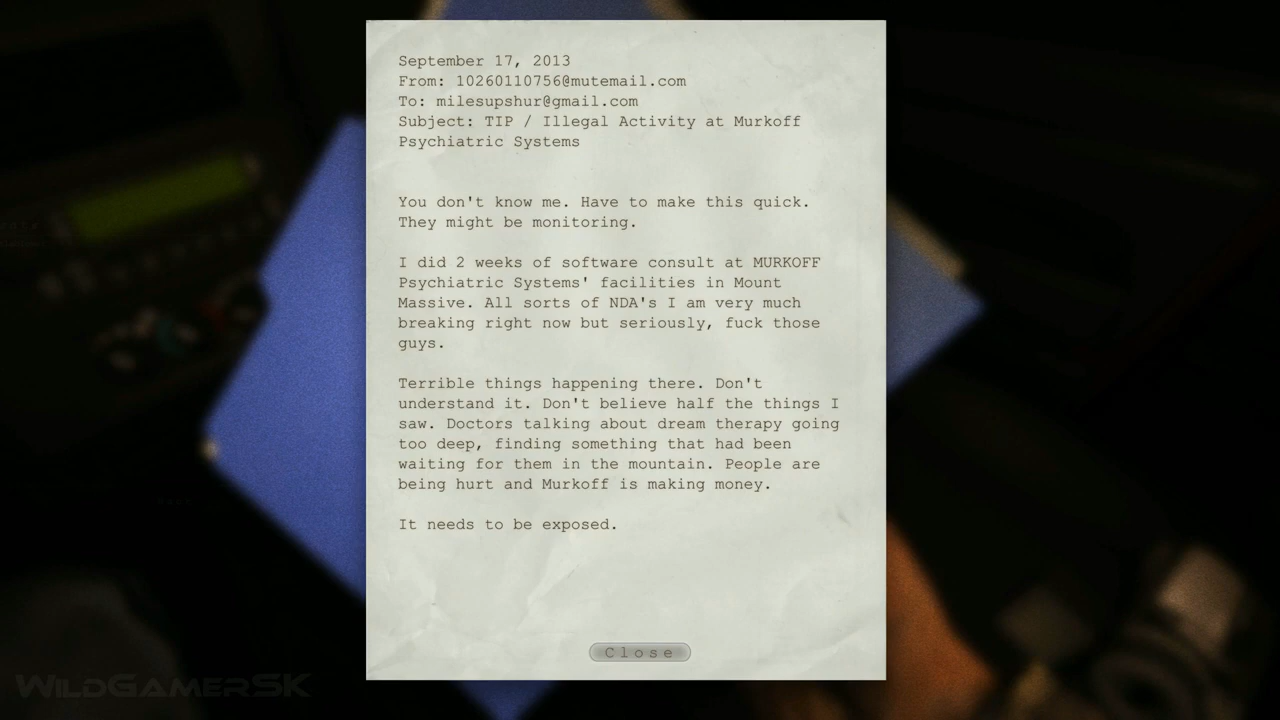 September 17, 2013
From: 10260110756@mutemail.com
To: milesupshur@gmail.com
Subject: TIP / Illegal Activity at Murkoff
Psychiatric Systems
You don't know me. Have to make this quick.
They might be monitoring.
I did 2 weeks of software consult at MURKOFF
Psychiatric Systems' facilities in Mount
Massive. All sorts of NDA's I am very much
breaking right now but seriously, fuck those
guys.
Terrible things happening there. Don't
understand it. Don't believe half the things I
saw. Doctors talking about dream therapy going
too deep, finding something that had been
waiting for them in the mountain. People are
being hurt and Murkoff is making money.
It needs to be exposed.
Close
WildGamerSK